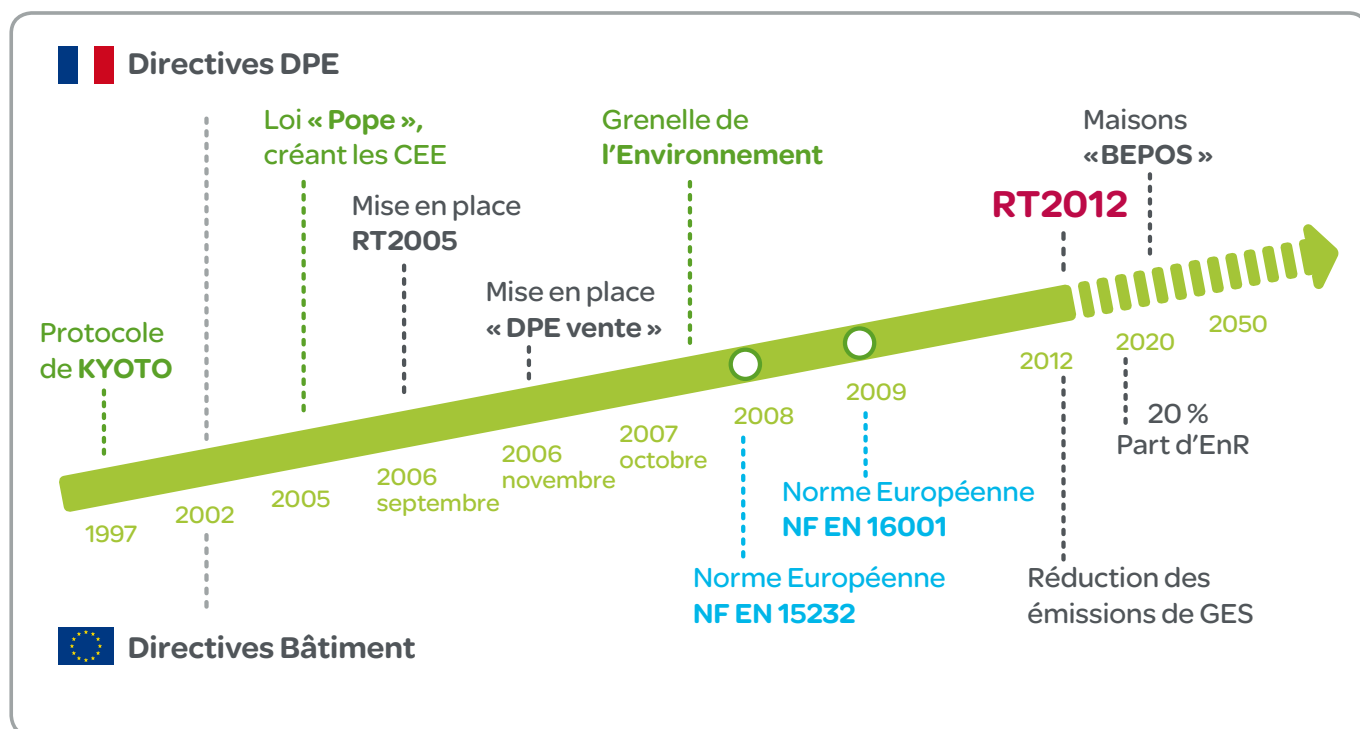 Directives DPE
Loi « Pope »,
créant les CEE
Grenelle de
l'Environnement
Maisons
« BEPOS »
Mise en place
RT2005
RT2012
Mise en place
« DPE vente »
Protocole
de KYOTO
1997
2002
2005
2006
septembre
2006
novembre
2007
octobre
2008
2009
2012
2020
2050
20 %
Part d'EnR
Norme Européenne
NF EN 16001
Norme Européenne
NF EN 15232
Réduction des
émissions de GES
Directives Bâtiment